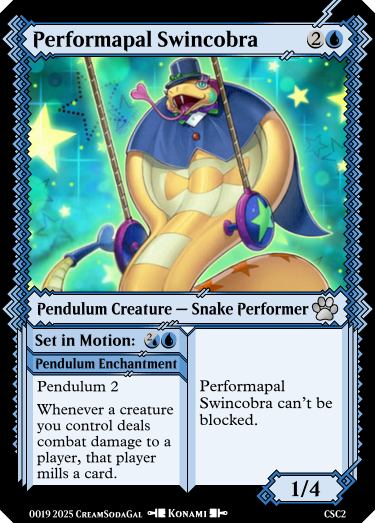 Performapal Swincobra
2
Pendulum Creature — Snake Performer
Set in Motion: 2
Pendulum Enchantment
Pendulum 2
Whenever a creature
you control deals
combat damage to a
player, that player
mills a card.
Performapal
Swincobra can't be
blocked.
1/4
0019 2025 CreamSodaGal Konami CSC2